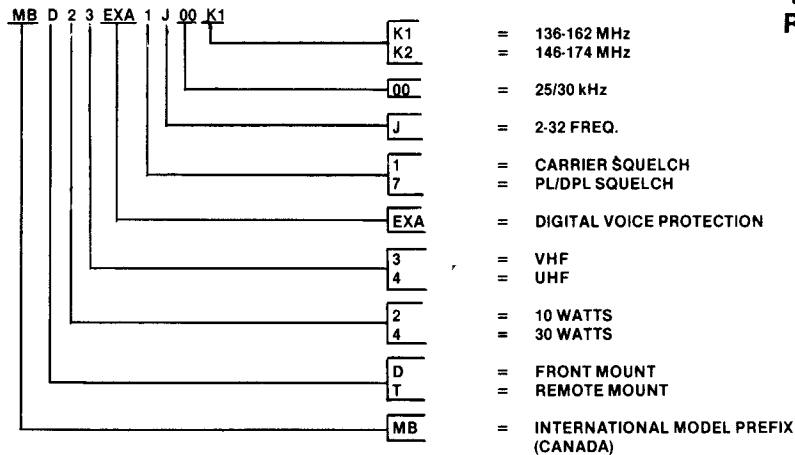 MB D 2 3 EXA 1 J 00 K1
R
K1 = 136-162 MHz
K2 = 146-174 MHz
00 = 25/30 kHz
J = 2-32 FREQ.
1 = CARRIER SQUELCH
7 = PL/DPL SQUELCH
EXA = DIGITAL VOICE PROTECTION
3 = VHF
4 = UHF
2 = 10 WATTS
4 = 30 WATTS
D = FRONT MOUNT
T = REMOTE MOUNT
MB = INTERNATIONAL MODEL PREFIX
(CANADA)